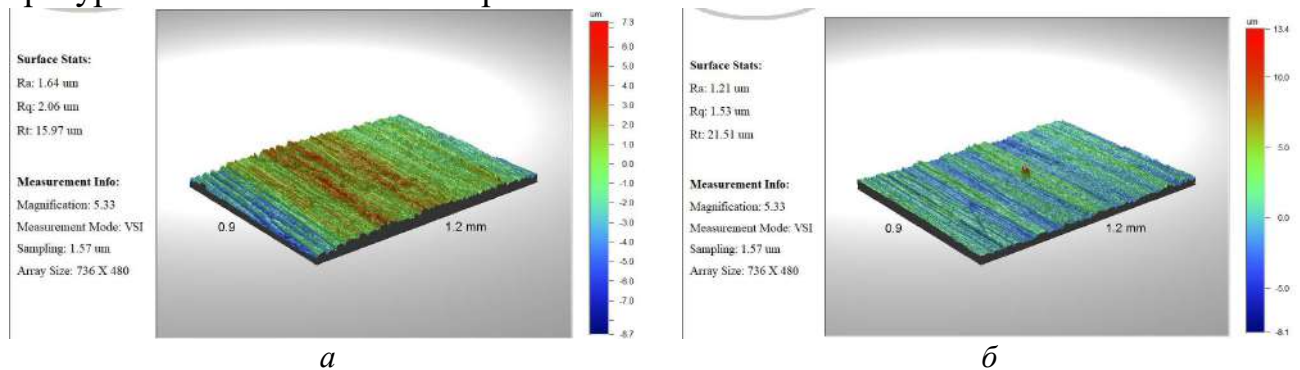 um
7.3
6.0
5.0
4.0
3.0
2.0
1.0
0.0
-1.0
-2.0
-3.0
-4.0
-5.0
-6.0
-7.0
-8.7
Surface Stats:
Ra: 1.64 um
Rq: 2.06 um
Rt: 15.97 um
Measurement Info:
Magnification: 5.33
Measurement Mode: VSI
Sampling: 1.57 um
Array Size: 736 X 480
0.9
1.2 mm
а
um
13.4
10.0
5.0
0.0
-5.0
-8.1
Surface Stats:
Ra: 1.21 um
Rq: 1.53 um
Rt: 21.51 um
Measurement Info:
Magnification: 5.33
Measurement Mode: VSI
Sampling: 1.57 um
Array Size: 736 X 480
0.9
1.2 mm
б